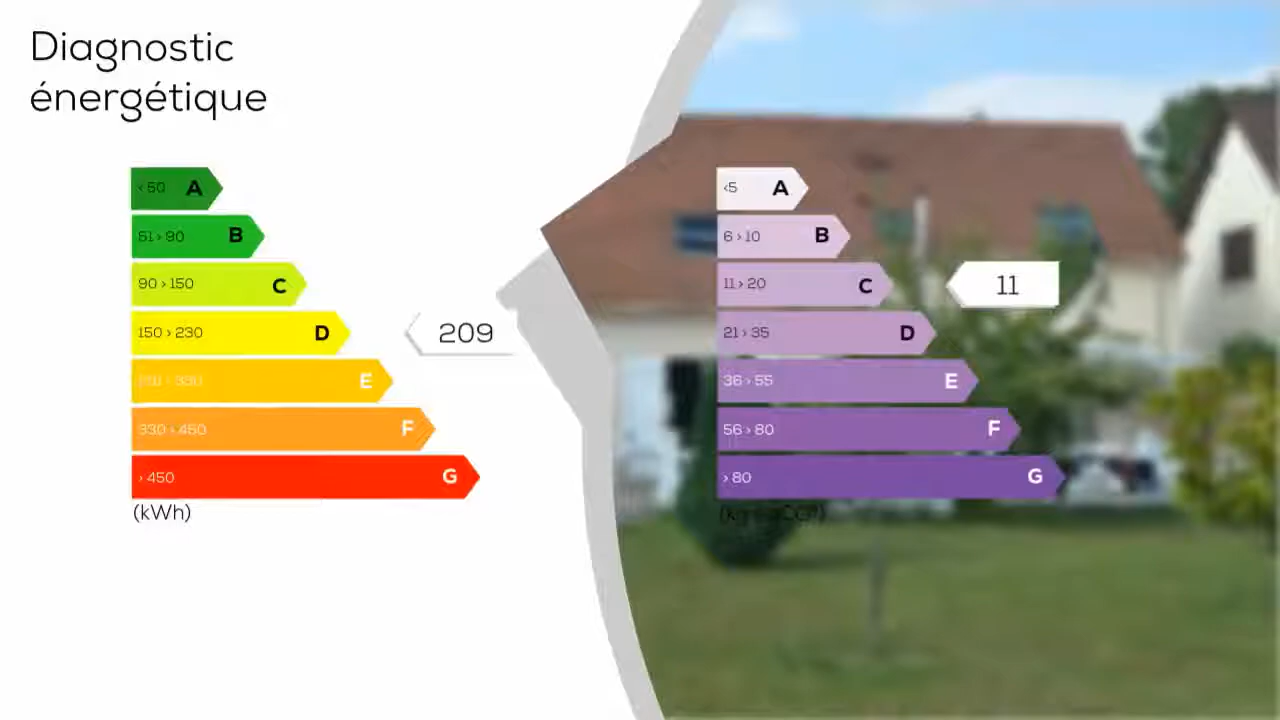 Diagnostic
énergétique
< 50 A
51 > 90 B
90 > 150 C
150 > 230 D
209
E
330 > 450 F
> 450 G
(kWh)
<5 A
6 > 10 B
11 > 20 C
11
21 > 35 D
36 > 55 E
56 > 80 F
> 80 G